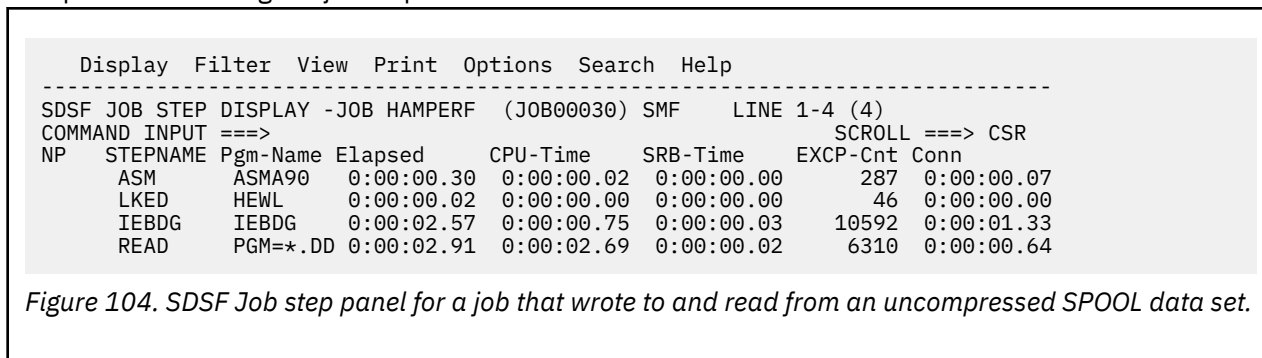 Display Filter View Print Options Search Help
-------------------------------------------------------------------------------
SDSF JOB STEP DISPLAY -JOB HAMPERF (JOB00030) SMF LINE 1-4 (4)
COMMAND INPUT ===> SCROLL ===> CSR
NP STEPNAME Pgm-Name Elapsed CPU-Time SRB-Time EXCP-Cnt Conn
ASM ASMA90 0:00:00.30 0:00:00.02 0:00:00.00 287 0:00:00.07
LKED HEWL 0:00:00.02 0:00:00.00 0:00:00.00 46 0:00:00.00
IEBDG IEBDG 0:00:02.57 0:00:00.75 0:00:00.03 10592 0:00:01.33
READ PGM=*.DD 0:00:02.91 0:00:02.69 0:00:00.02 6310 0:00:00.64
Figure 104. SDSF Job step panel for a job that wrote to and read from an uncompressed SPOOL data set.